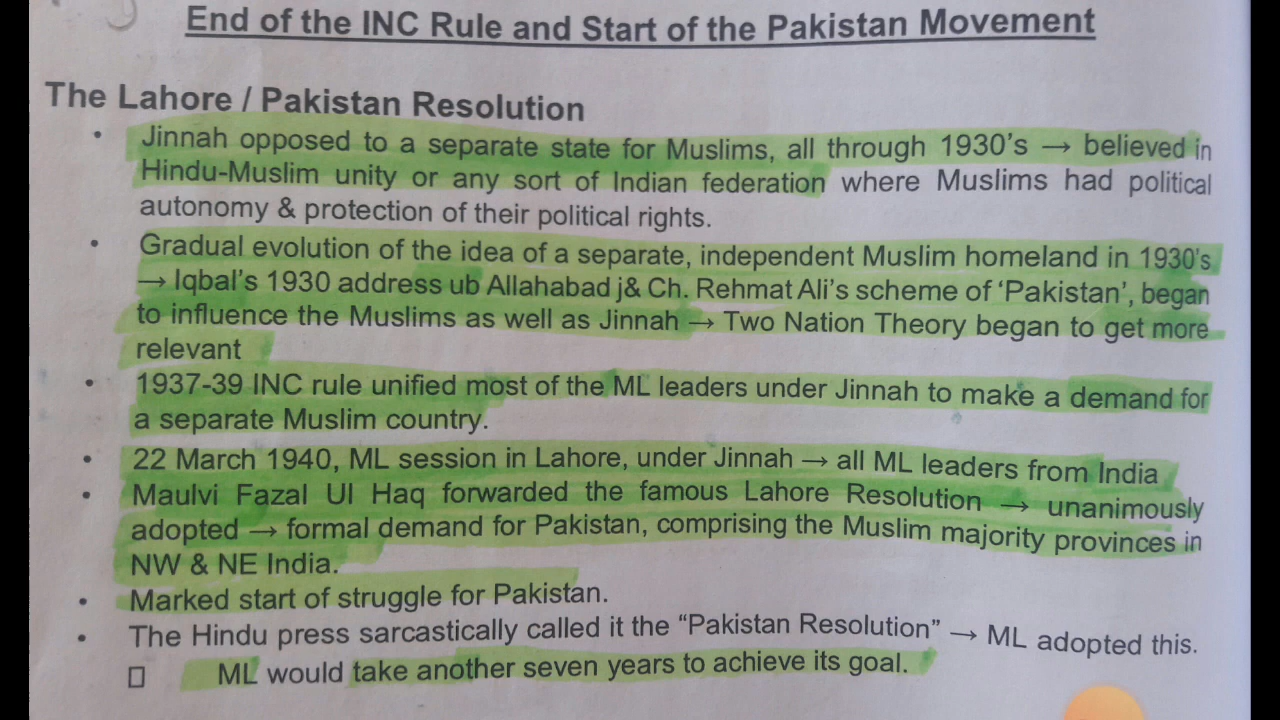 End of the INC Rule and Start of the Pakistan Movement
The Lahore / Pakistan Resolution
• Jinnah opposed to a separate state for Muslims, all through 1930's → believed in
Hindu-Muslim unity or any sort of Indian federation where Muslims had political
autonomy & protection of their political rights.
• Gradual evolution of the idea of a separate, independent Muslim homeland in 1930's
→ Iqbal's 1930 address ub Allahabad j& Ch. Rehmat Ali's scheme of 'Pakistan', began
to influence the Muslims as well as Jinnah → Two Nation Theory began to get more
relevant
• 1937-39 INC rule unified most of the ML leaders under Jinnah to make a demand for
a separate Muslim country.
• 22 March 1940, ML session in Lahore, under Jinnah → all ML leaders from India
• Maulvi Fazal Ul Haq forwarded the famous Lahore Resolution → unanimously
adopted → formal demand for Pakistan, comprising the Muslim majority provinces in
NW & NE India.
• Marked start of struggle for Pakistan.
• The Hindu press sarcastically called it the “Pakistan Resolution” → ML adopted this.
▯ ML would take another seven years to achieve its goal.